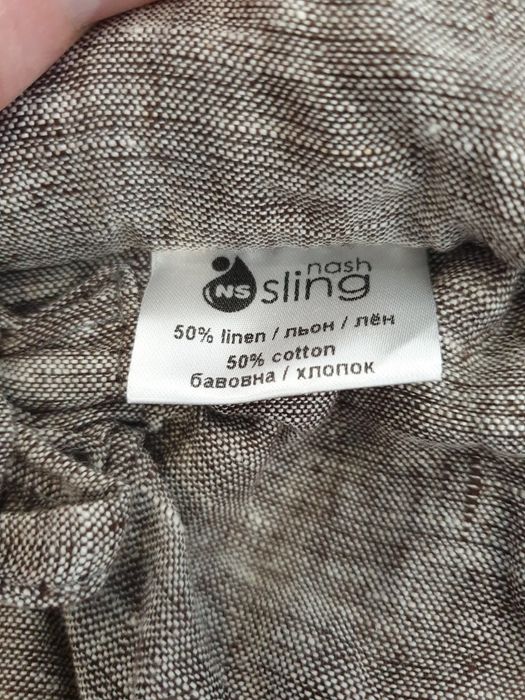 NS
nash
sling
50% linen / льон / лён
50% cotton
бавовна / хлопок